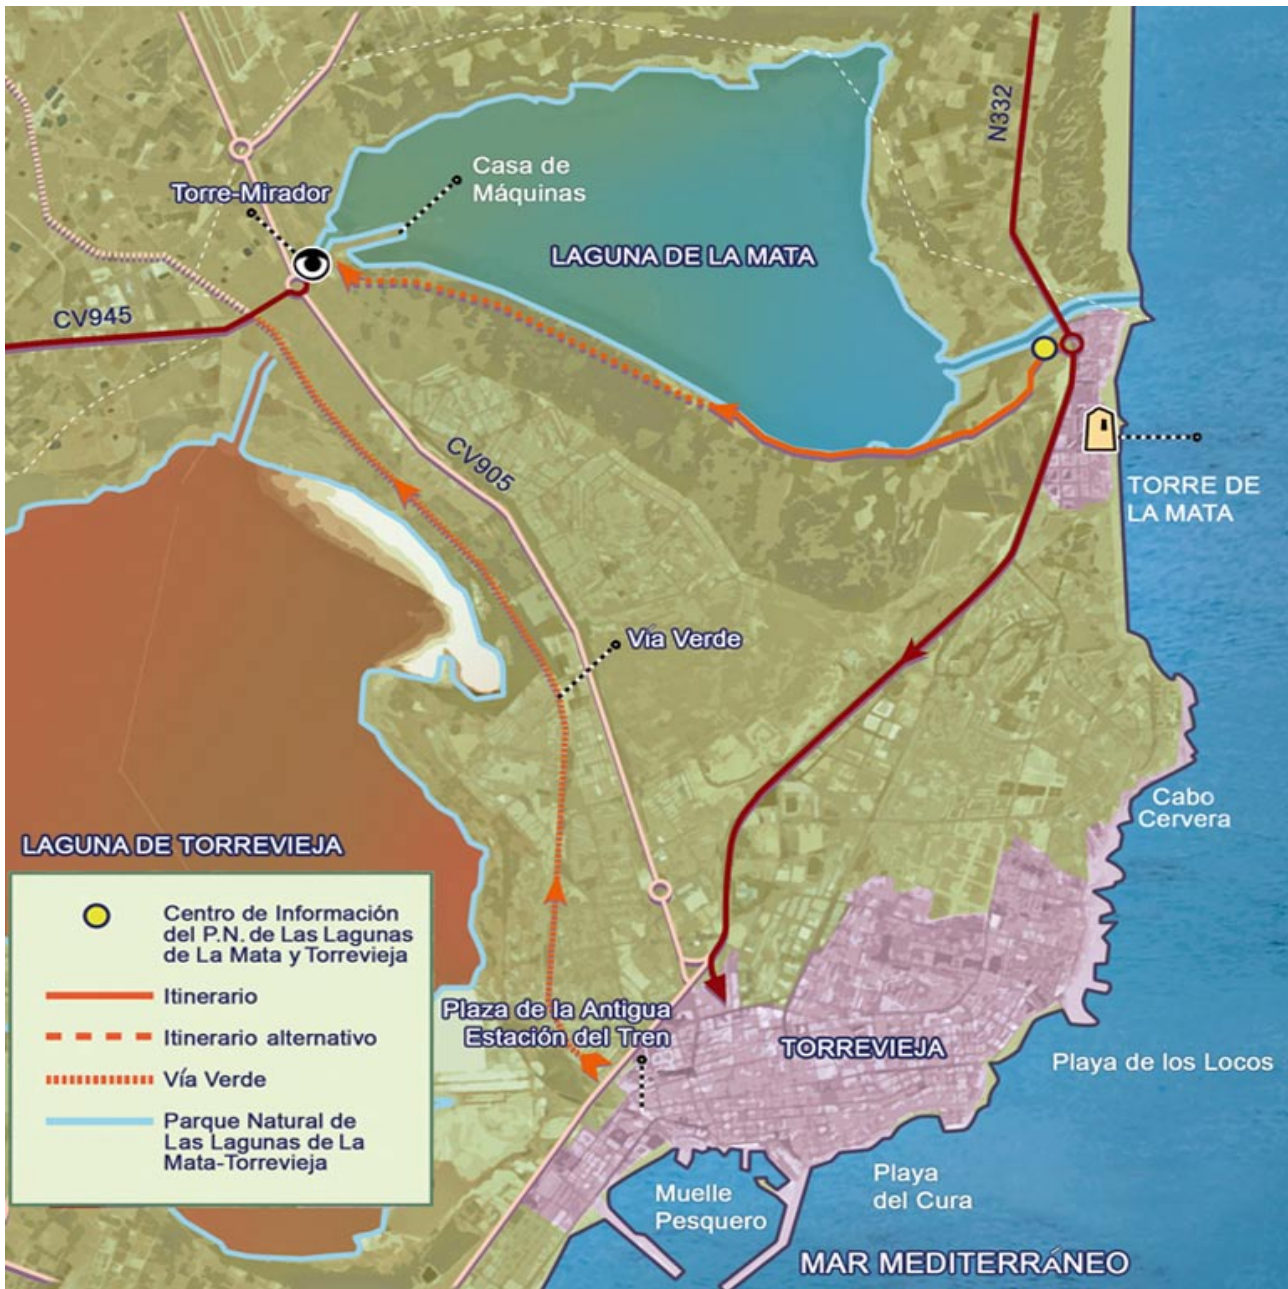 N332
Casa de
Máquinas
Torre-Mirador
LAGUNA DE LA MATA
CV945
CV905
TORRE DE
LA MATA
Vía Verde
Cabo
Cervera
LAGUNA DE TORREVIEJA
Centro de Información
del P.N. de Las Lagunas
de La Mata y Torrevieja
Itinerario
Itinerario alternativo
Vía Verde
Parque Natural de
Las Lagunas de La
Mata-Torrevieja
Plaza de la Antigua
Estación del Tren
TORREVIEJA
Playa de los Locos
Playa
del Cura
Muelle
Pesquero
MAR MEDITERRÁNEO